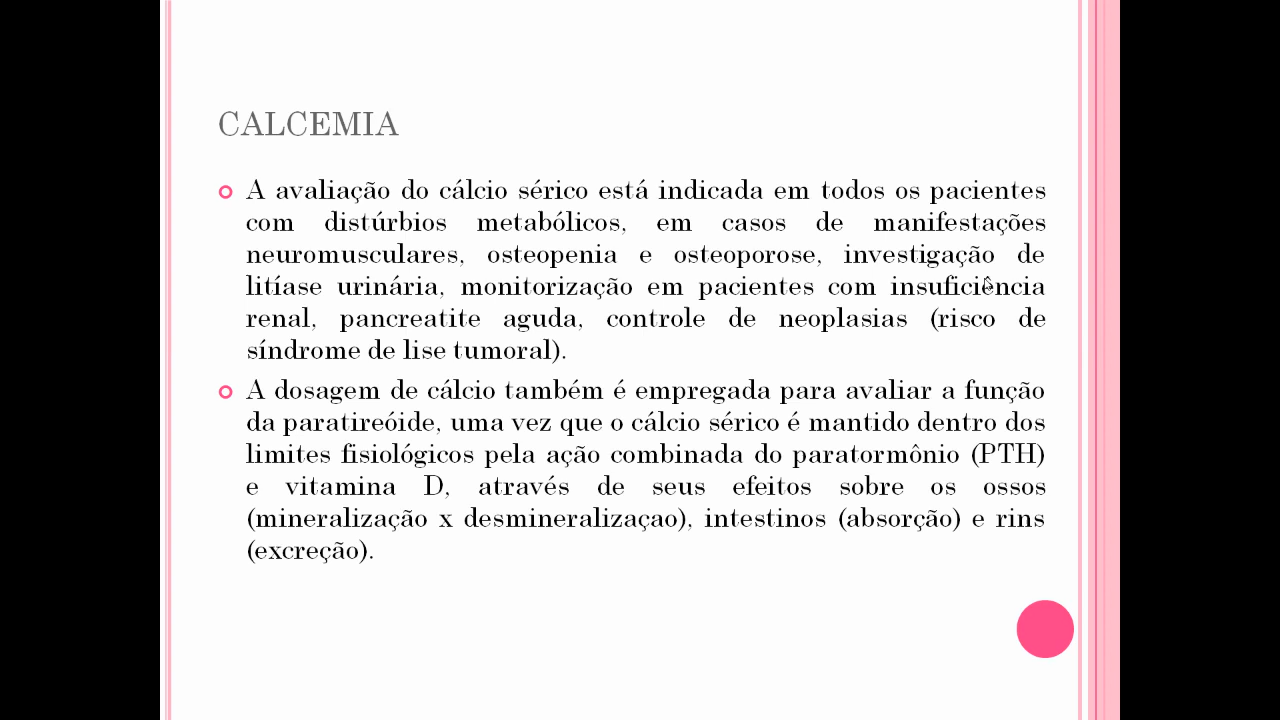 CALCEMIA
A avaliação do cálcio sérico está indicada em todos os pacientes
com distúrbios metabólicos, em casos de manifestações
neuromusculares, osteopenia e osteoporose, investigação de
litíase urinária, monitorização em pacientes com insuficiência
renal, pancreatite aguda, controle de neoplasias (risco de
síndrome de lise tumoral).
A dosagem de cálcio também é empregada para avaliar a função
da paratireóide, uma vez que o cálcio sérico é mantido dentro dos
limites fisiológicos pela ação combinada do paratormônio (PTH)
e vitamina D, através de seus efeitos sobre os ossos
(mineralização x desmineralizaçao), intestinos (absorção) e rins
(excreção).